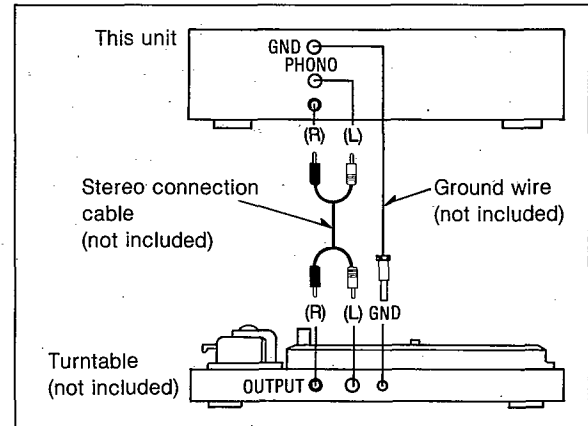 This unit
GND
PHONO
(R) (L)
Stereo connection
cable
(not included)
Ground wire
(not included)
(R) (L) GND
Turntable
(not included)
OUTPUT